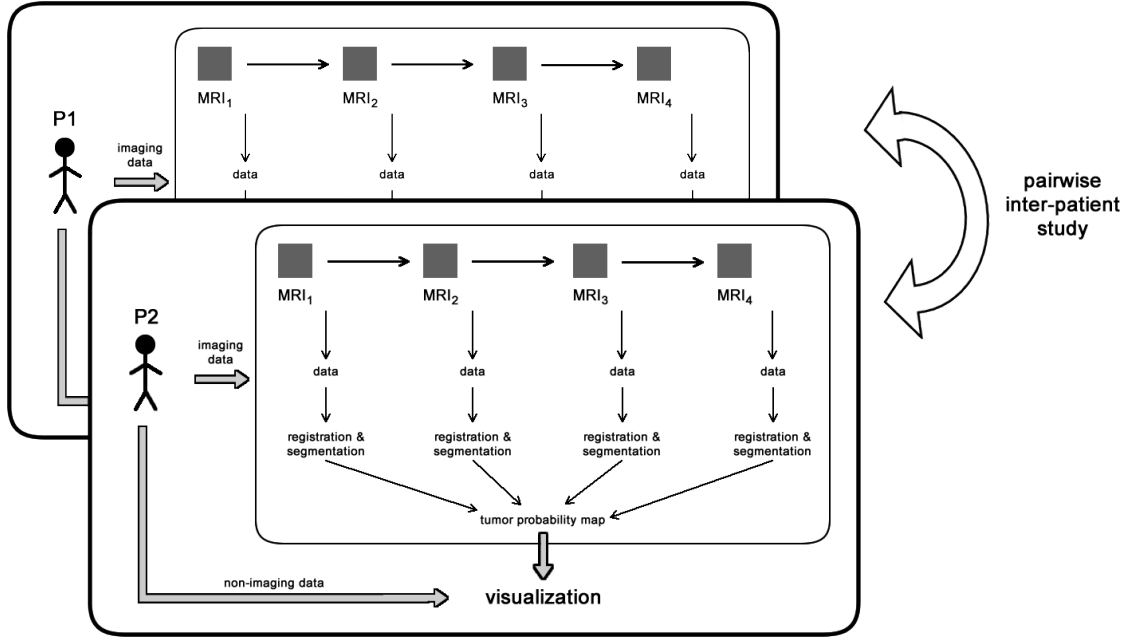 MRI1 MRI2 MRI3 MRI4
P1
imaging
data
data data data data
pairwise
inter-patient
study
MRI1 MRI2 MRI3 MRI4
P2
imaging
data
data data data data
registration & registration & registration & registration &
segmentation segmentation segmentation segmentation
tumor probability map
non-imaging data
visualization